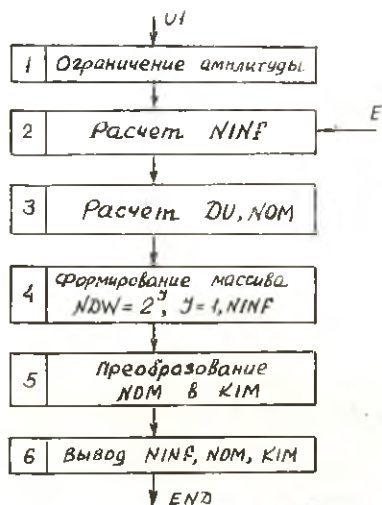 U1
1 Ограничение амплитуды
2 Расчет NINF
E
3 Расчет DU, NOM
4 Формирование массива
NDW = 2^J, J = 1, NINF
5 Преобразование
NOM в KIM
6 Вывод NINF, NOM, KIM
END